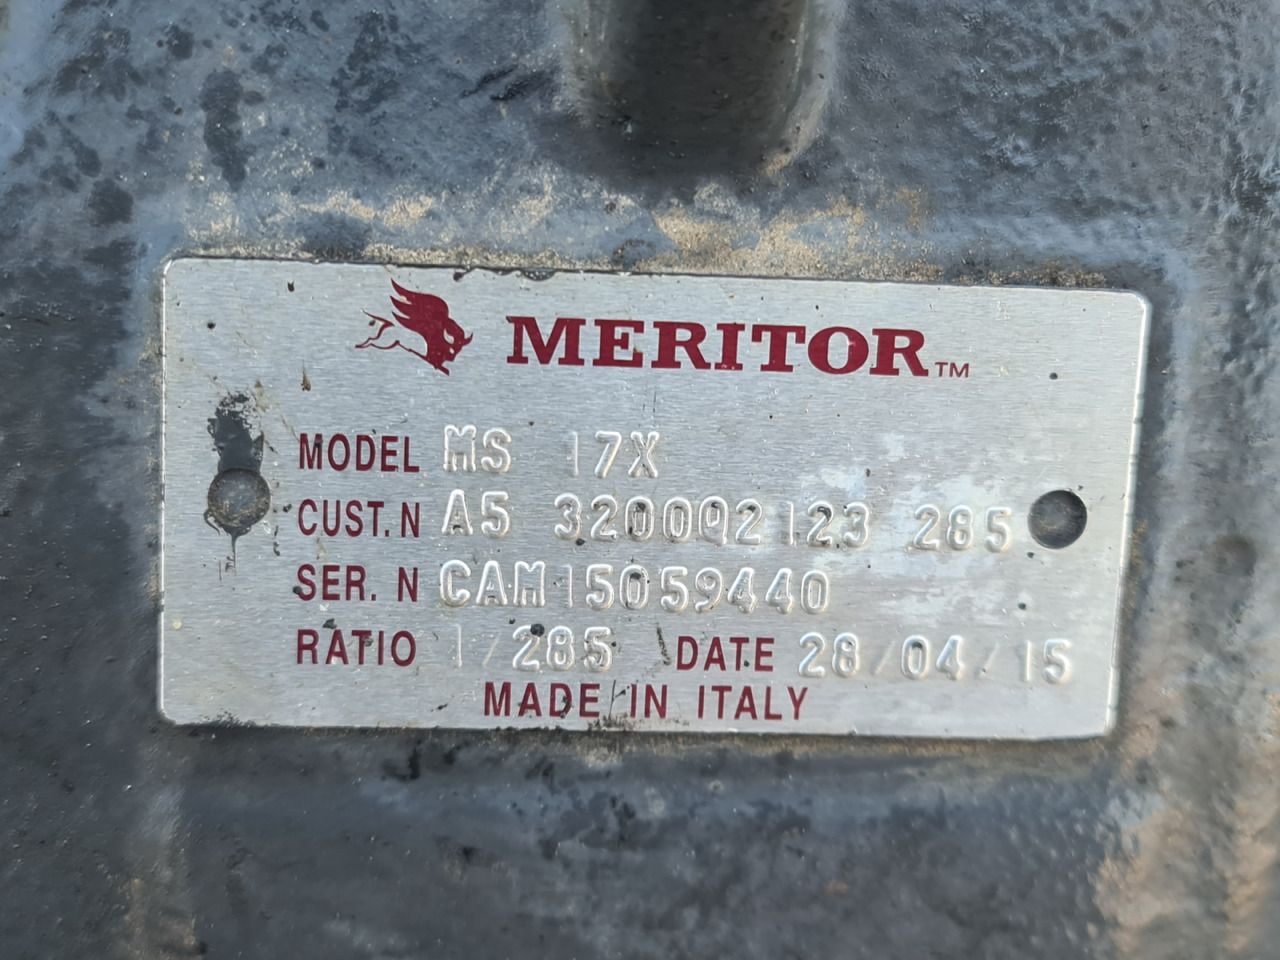 MERITOR™
MODEL MS 17X
CUST.N A5 3200Q2123 285
SER. N CAM15059440
RATIO 1/285 DATE 28/04/15
MADE IN ITALY